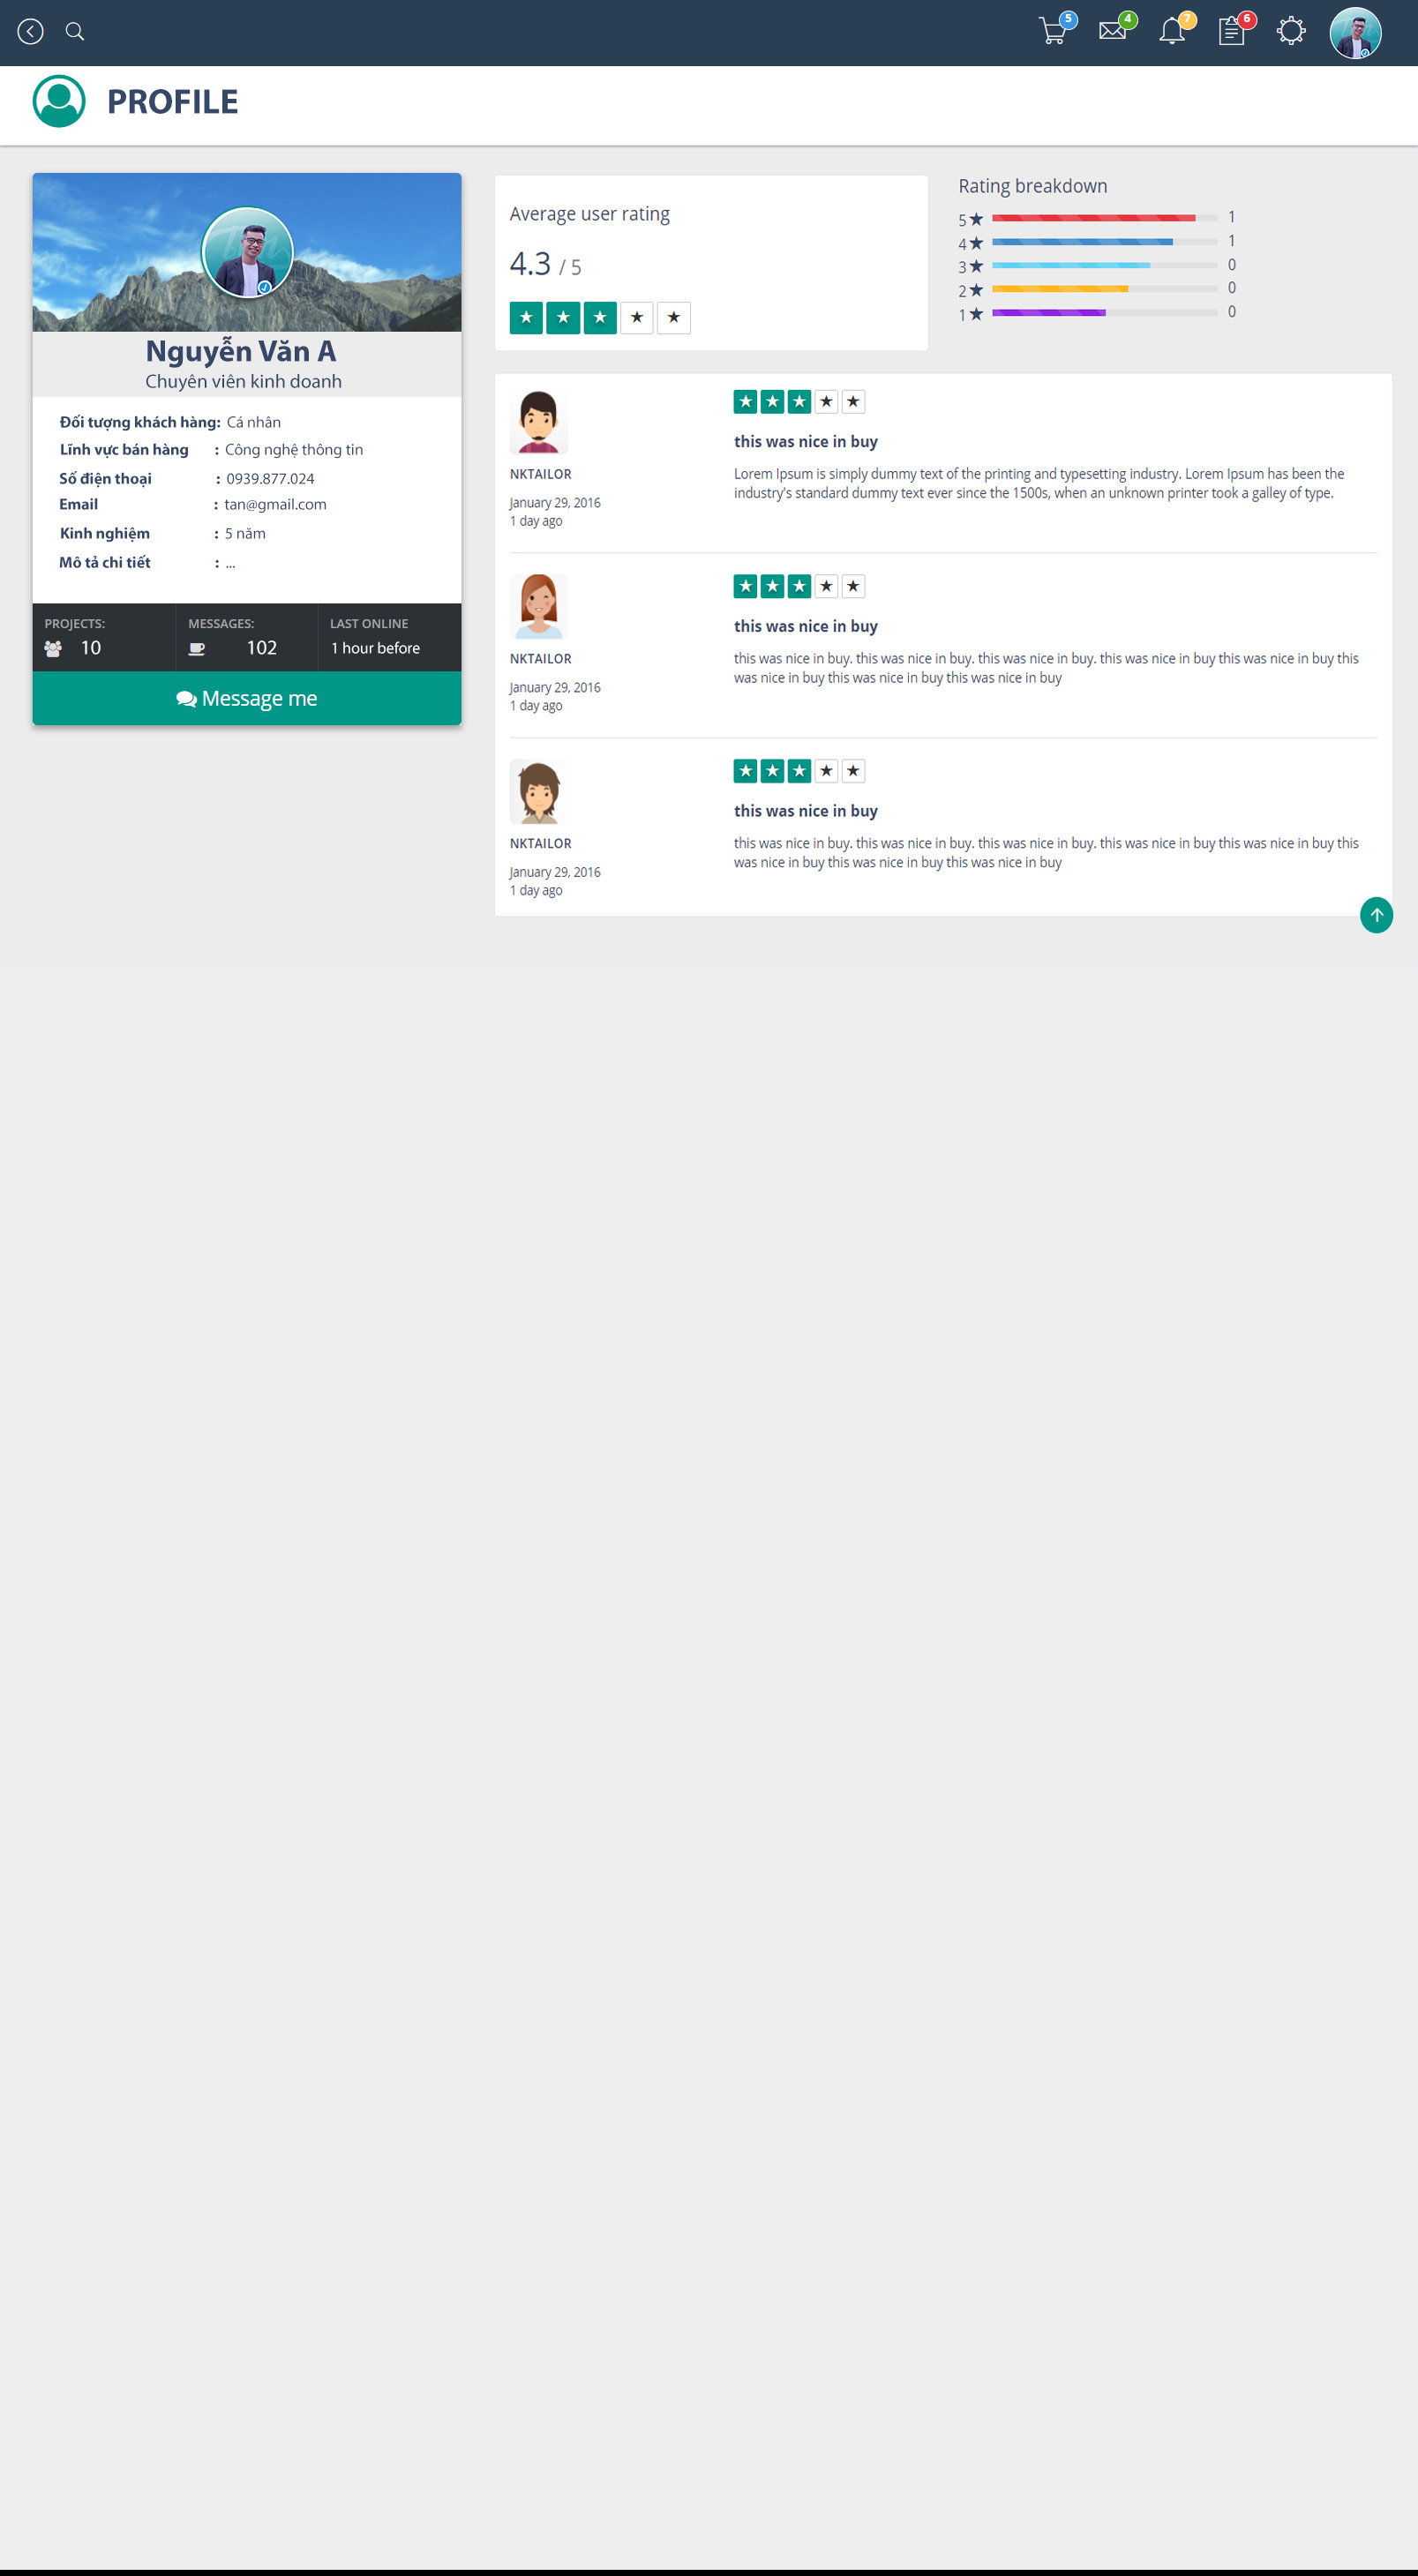 5
4
7
6
PROFILE
Nguyễn Văn A
Chuyên viên kinh doanh
Đối tượng khách hàng: Cá nhân
Lĩnh vực bán hàng : Công nghệ thông tin
Số điện thoại : 0939.877.024
Email : tan@gmail.com
Kinh nghiệm : 5 năm
Mô tả chi tiết : ...
PROJECTS:
10
MESSAGES:
102
LAST ONLINE
1 hour before
Message me
Average user rating
4.3 / 5
Rating breakdown
5 1
4 1
3 0
2 0
1 0
NKTAILOR
January 29, 2016
1 day ago
this was nice in buy
Lorem Ipsum is simply dummy text of the printing and typesetting industry. Lorem Ipsum has been the
industry's standard dummy text ever since the 1500s, when an unknown printer took a galley of type.
NKTAILOR
January 29, 2016
1 day ago
this was nice in buy
this was nice in buy. this was nice in buy. this was nice in buy. this was nice in buy this was nice in buy this
was nice in buy this was nice in buy this was nice in buy
NKTAILOR
January 29, 2016
1 day ago
this was nice in buy
this was nice in buy. this was nice in buy. this was nice in buy. this was nice in buy this was nice in buy this
was nice in buy this was nice in buy this was nice in buy